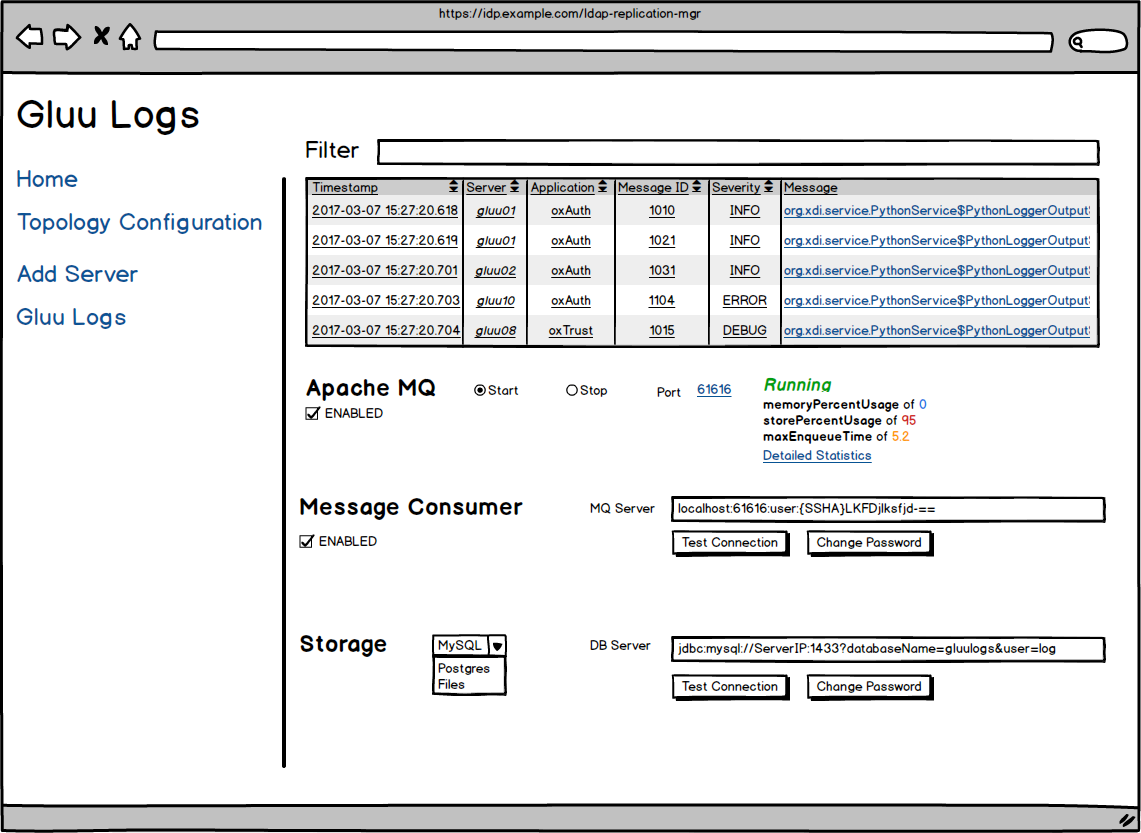 https://idp.example.com/ldap-replication-mgr
Gluu Logs
Home
Topology Configuration
Add Server
Gluu Logs
Filter
Timestamp Server Application Message ID Severity Message
2017-03-07 15:27:20.618 gluu01 oxAuth 1010 INFO org.xdi.service.PythonService$PythonLoggerOutput
2017-03-07 15:27:20.619 gluu01 oxAuth 1021 INFO org.xdi.service.PythonService$PythonLoggerOutput
2017-03-07 15:27:20.701 gluu02 oxAuth 1031 INFO org.xdi.service.PythonService$PythonLoggerOutput
2017-03-07 15:27:20.703 gluu10 oxAuth 1104 ERROR org.xdi.service.PythonService$PythonLoggerOutput
2017-03-07 15:27:20.704 gluu08 oxTrust 1015 DEBUG org.xdi.service.PythonService$PythonLoggerOutput
Apache MQ Start Stop Port 61616
ENABLED
Running
memoryPercentUsage of 0
storePercentUsage of 95
maxEnqueueTime of 5.2
Detailed Statistics
Message Consumer MQ Server localhost:61616:user:{SSHA}LKFDjlksfjd-==
ENABLED Test Connection Change Password
Storage MySQL DB Server jdbc:mysql://ServerIP:1433?databaseName=gluulogs&user=log
Postgres
Files
Test Connection Change Password